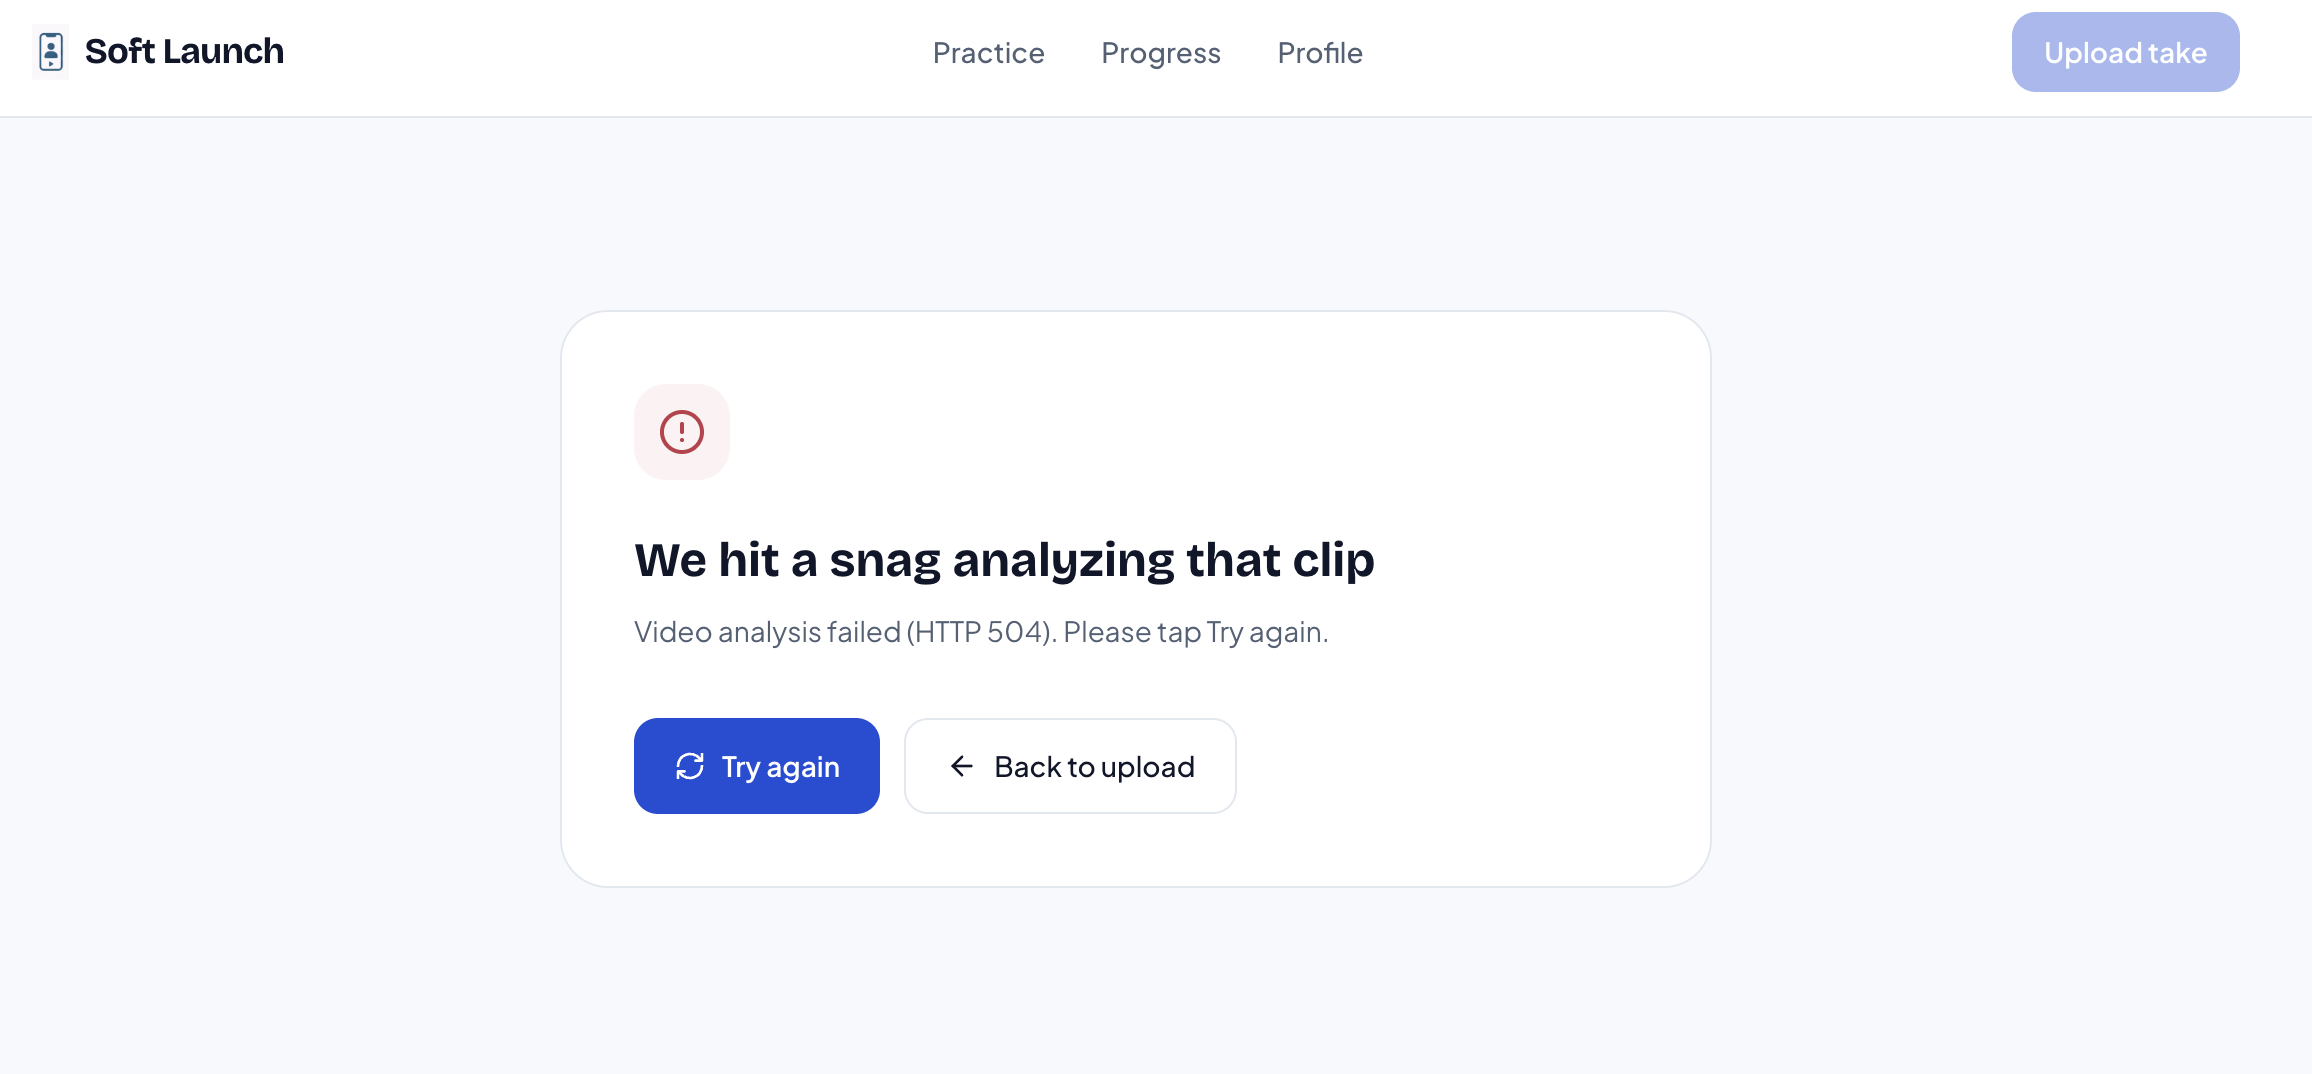 Soft Launch
Practice
Progress
Profile
Upload take
We hit a snag analyzing that clip
Video analysis failed (HTTP 504). Please tap Try again.
Try again
Back to upload